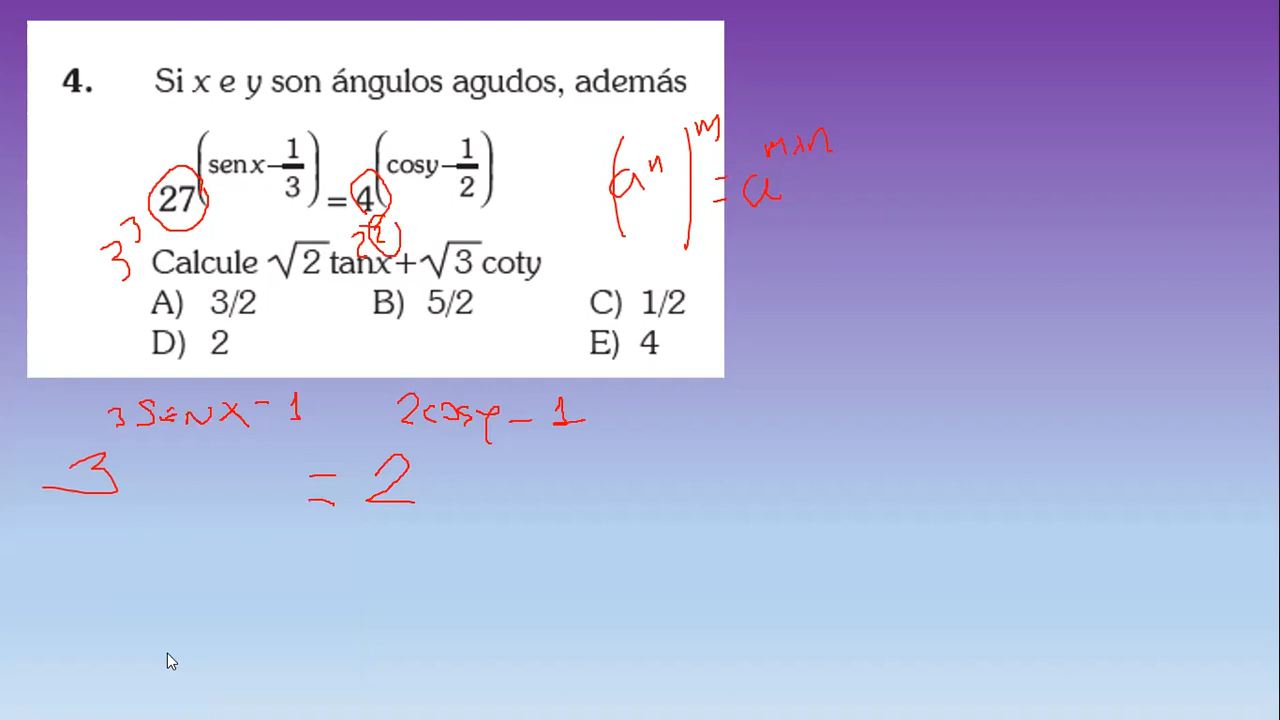 4. Si x e y son ángulos agudos, además
27^(senx-1/3) = 4^(cosy-1/2)
(a^n)^m = a^mxn
3^3
2^2
Calcule √2 tanx+√3 coty
A) 3/2 B) 5/2 C) 1/2
D) 2 E) 4
3^(3SENX-1) = 2^(2cosy-1)